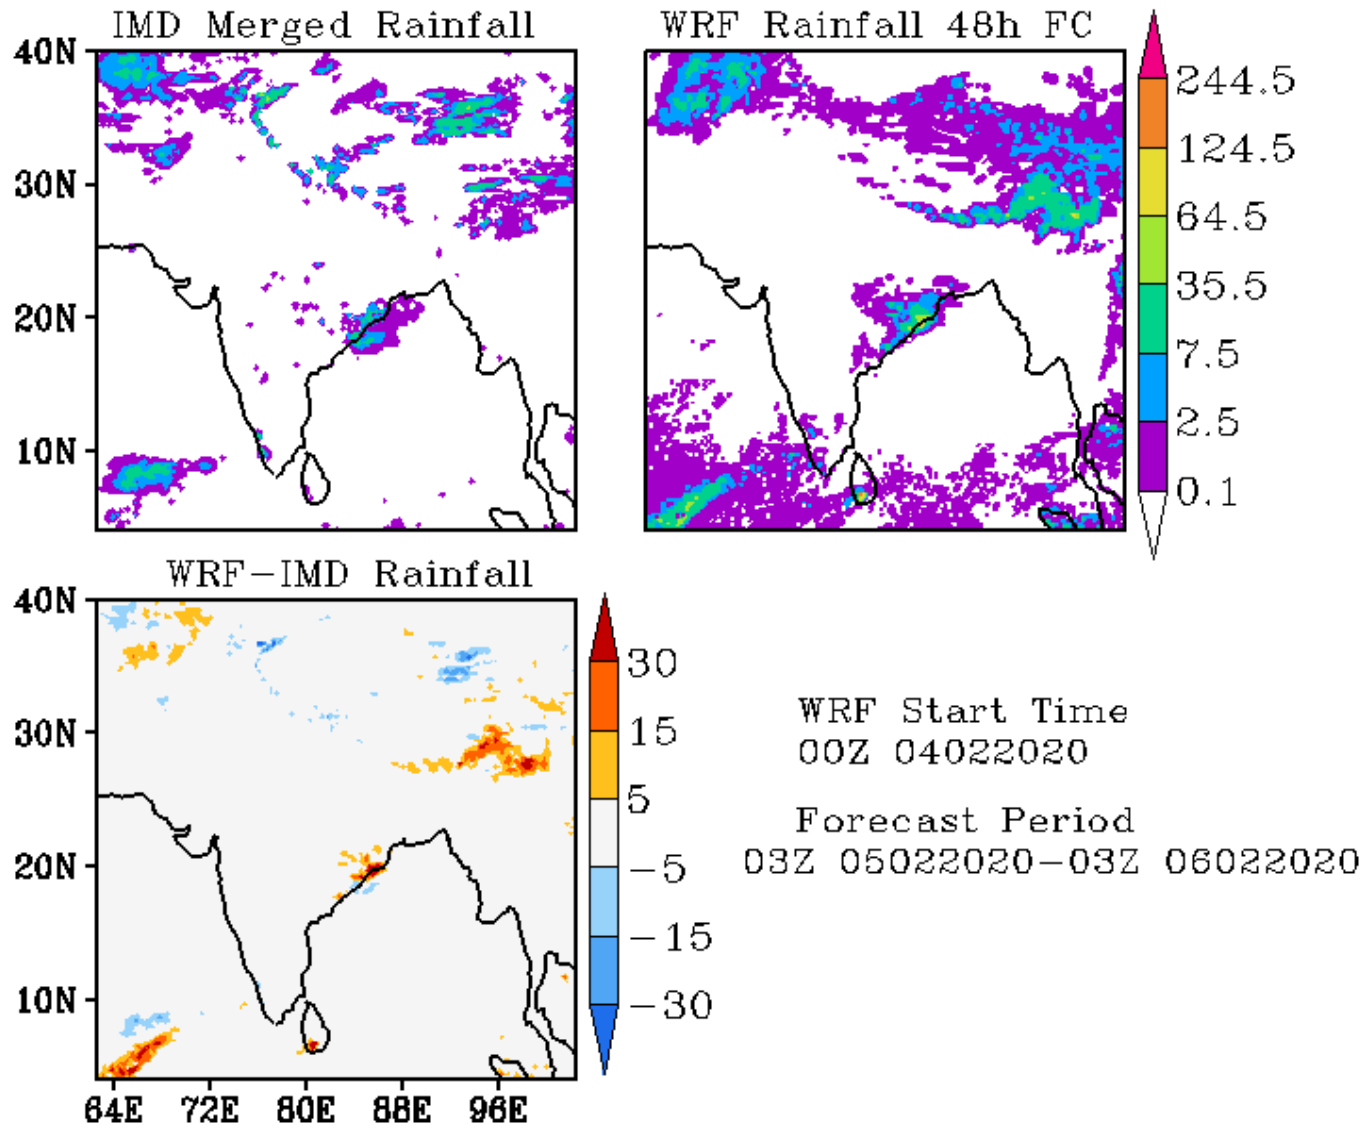 IMD Merged Rainfall
WRF Rainfall 48h FC
40N
30N
20N
10N
244.5
124.5
64.5
35.5
7.5
2.5
0.1
WRF-IMD Rainfall
40N
30N
20N
10N
64E 72E 80E 88E 96E
30
15
5
-5
-15
-30
WRF Start Time
00Z 04022020
Forecast Period
03Z 05022020-03Z 06022020